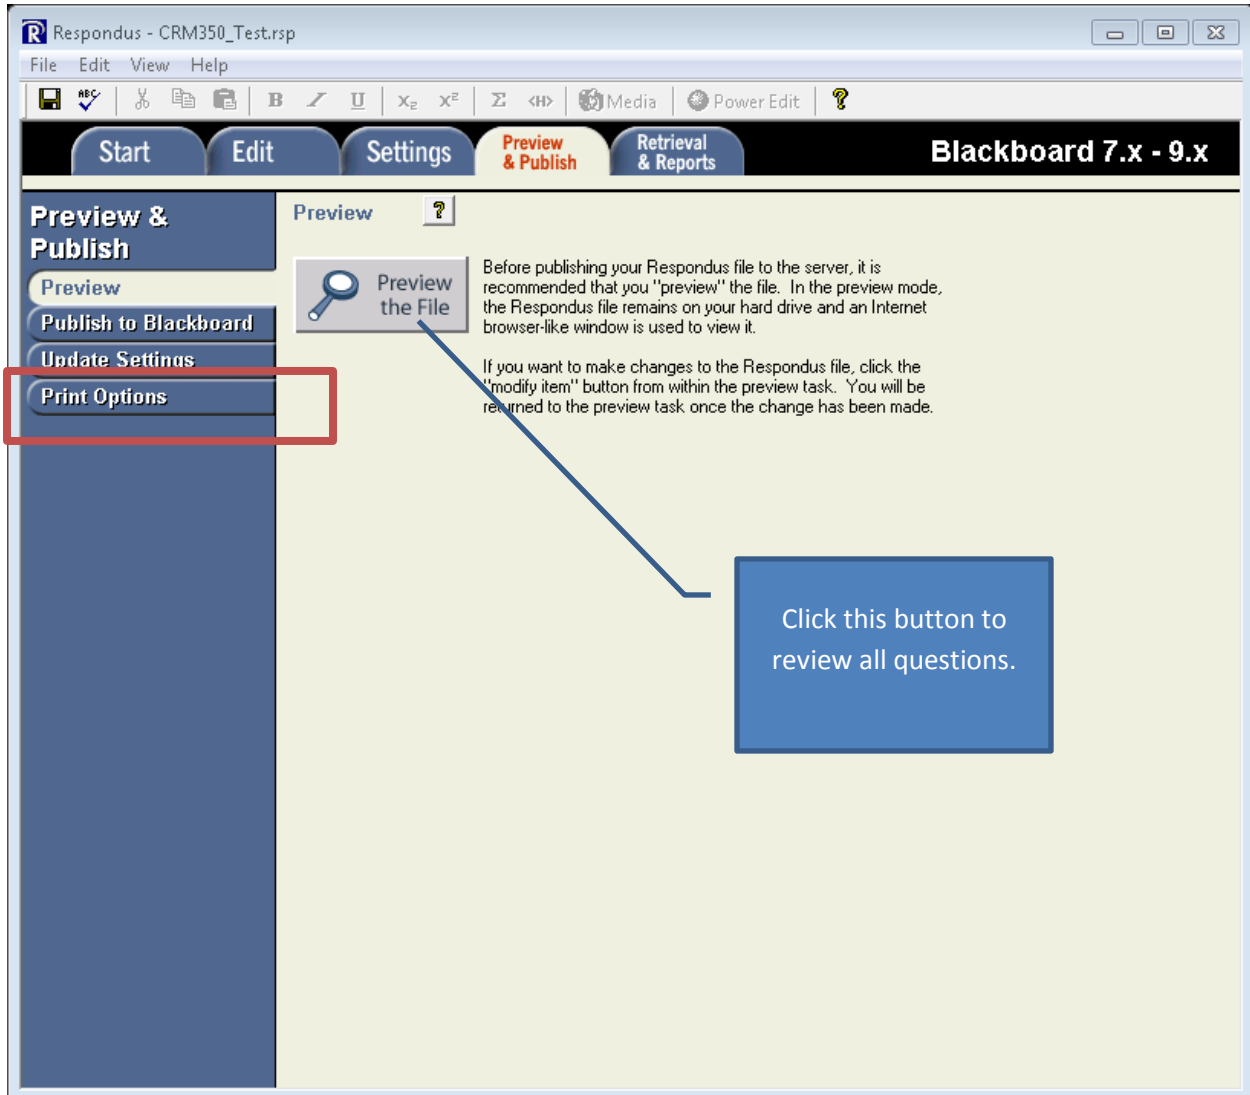 Respondus - CRM350_Test.rsp
File Edit View Help
ABC B I U X₂ X² Σ <H> Media Power Edit ?
Start Edit Settings Preview & Publish Retrieval & Reports Blackboard 7.x - 9.x
Preview &
Publish
Preview
Publish to Blackboard
Update Settings
Print Options
Preview ?
Preview
the File
Before publishing your Respondus file to the server, it is
recommended that you "preview" the file. In the preview mode,
the Respondus file remains on your hard drive and an Internet
browser-like window is used to view it.
If you want to make changes to the Respondus file, click the
"modify item" button from within the preview task. You will be
returned to the preview task once the change has been made.
Click this button to
review all questions.